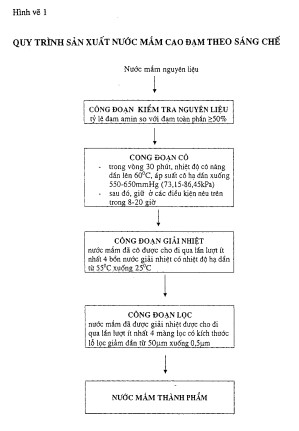 Hình vẽ 1
QUY TRÌNH SẢN XUẤT NƯỚC MẮM CAO ĐẠM THEO SÁNG CHẾ
Nước mắm nguyên liệu
CÔNG ĐOẠN KIỂM TRA NGUYÊN LIỆU
tỷ lệ đạm amin so với đạm toàn phần ≥50%
CÔNG ĐOẠN CÔ
- trong vòng 30 phút, nhiệt độ cô nâng
dần lên 60⁰C, áp suất cô hạ dần xuống
550-650mmHg (73,15-86,45kPa)
- sau đó, giữ ở các điều kiện nêu trên
trong 8-20 giờ
CÔNG ĐOẠN GIẢI NHIỆT
nước mắm đã cô được cho đi qua lần lượt ít
nhất 4 bồn nước giải nhiệt có nhiệt độ hạ dần
từ 55⁰C xuống 25⁰C
CÔNG ĐOẠN LỌC
nước mắm đã được giải nhiệt được cho đi
qua lần lượt ít nhất 4 màng lọc có kích thước
lỗ lọc giảm dần từ 50µm xuống 0,5µm
NƯỚC MẮM THÀNH PHẨM